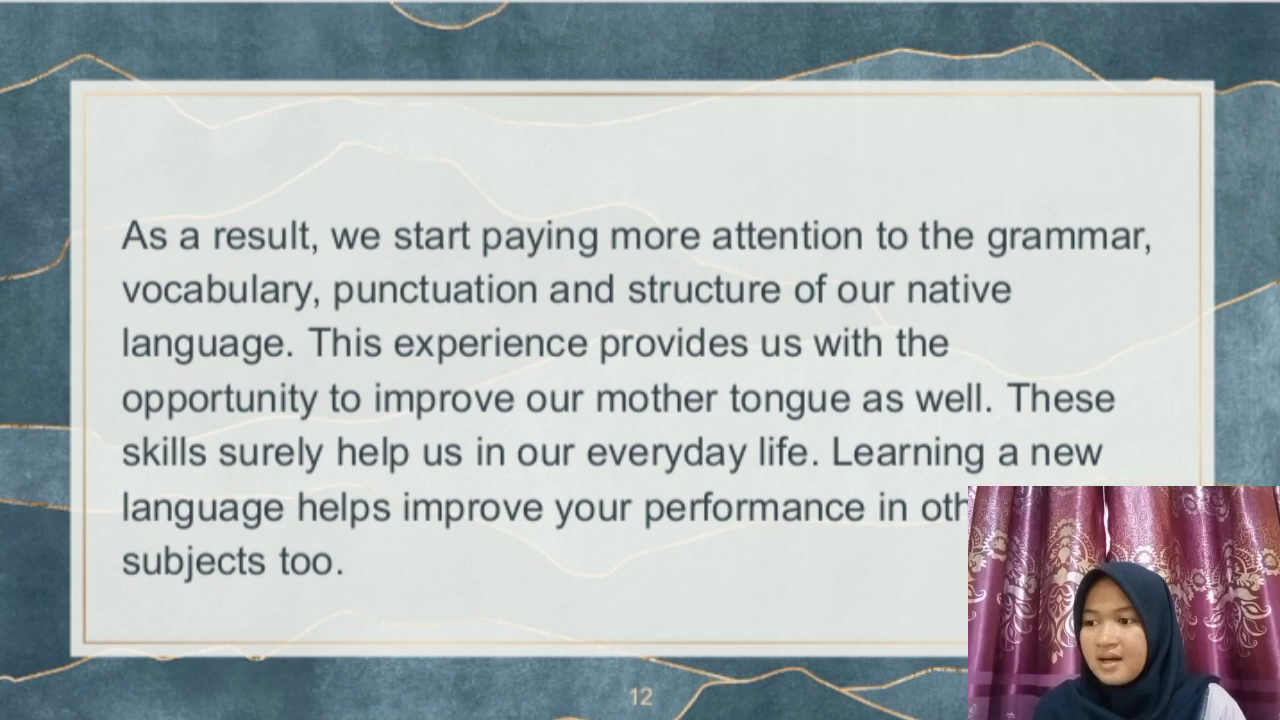 As a result, we start paying more attention to the grammar,
vocabulary, punctuation and structure of our native
language. This experience provides us with the
opportunity to improve our mother tongue as well. These
skills surely help us in our everyday life. Learning a new
language helps improve your performance in
subjects too.
12